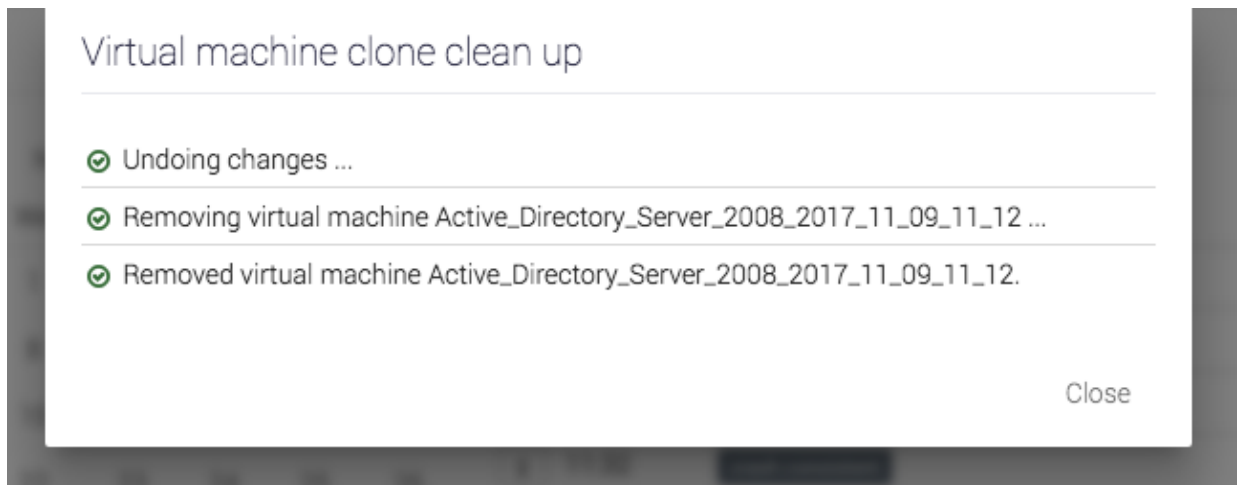 Virtual machine clone clean up
Undoing changes ...
Removing virtual machine Active_Directory_Server_2008_2017_11_09_11_12 ...
Removed virtual machine Active_Directory_Server_2008_2017_11_09_11_12.
Close